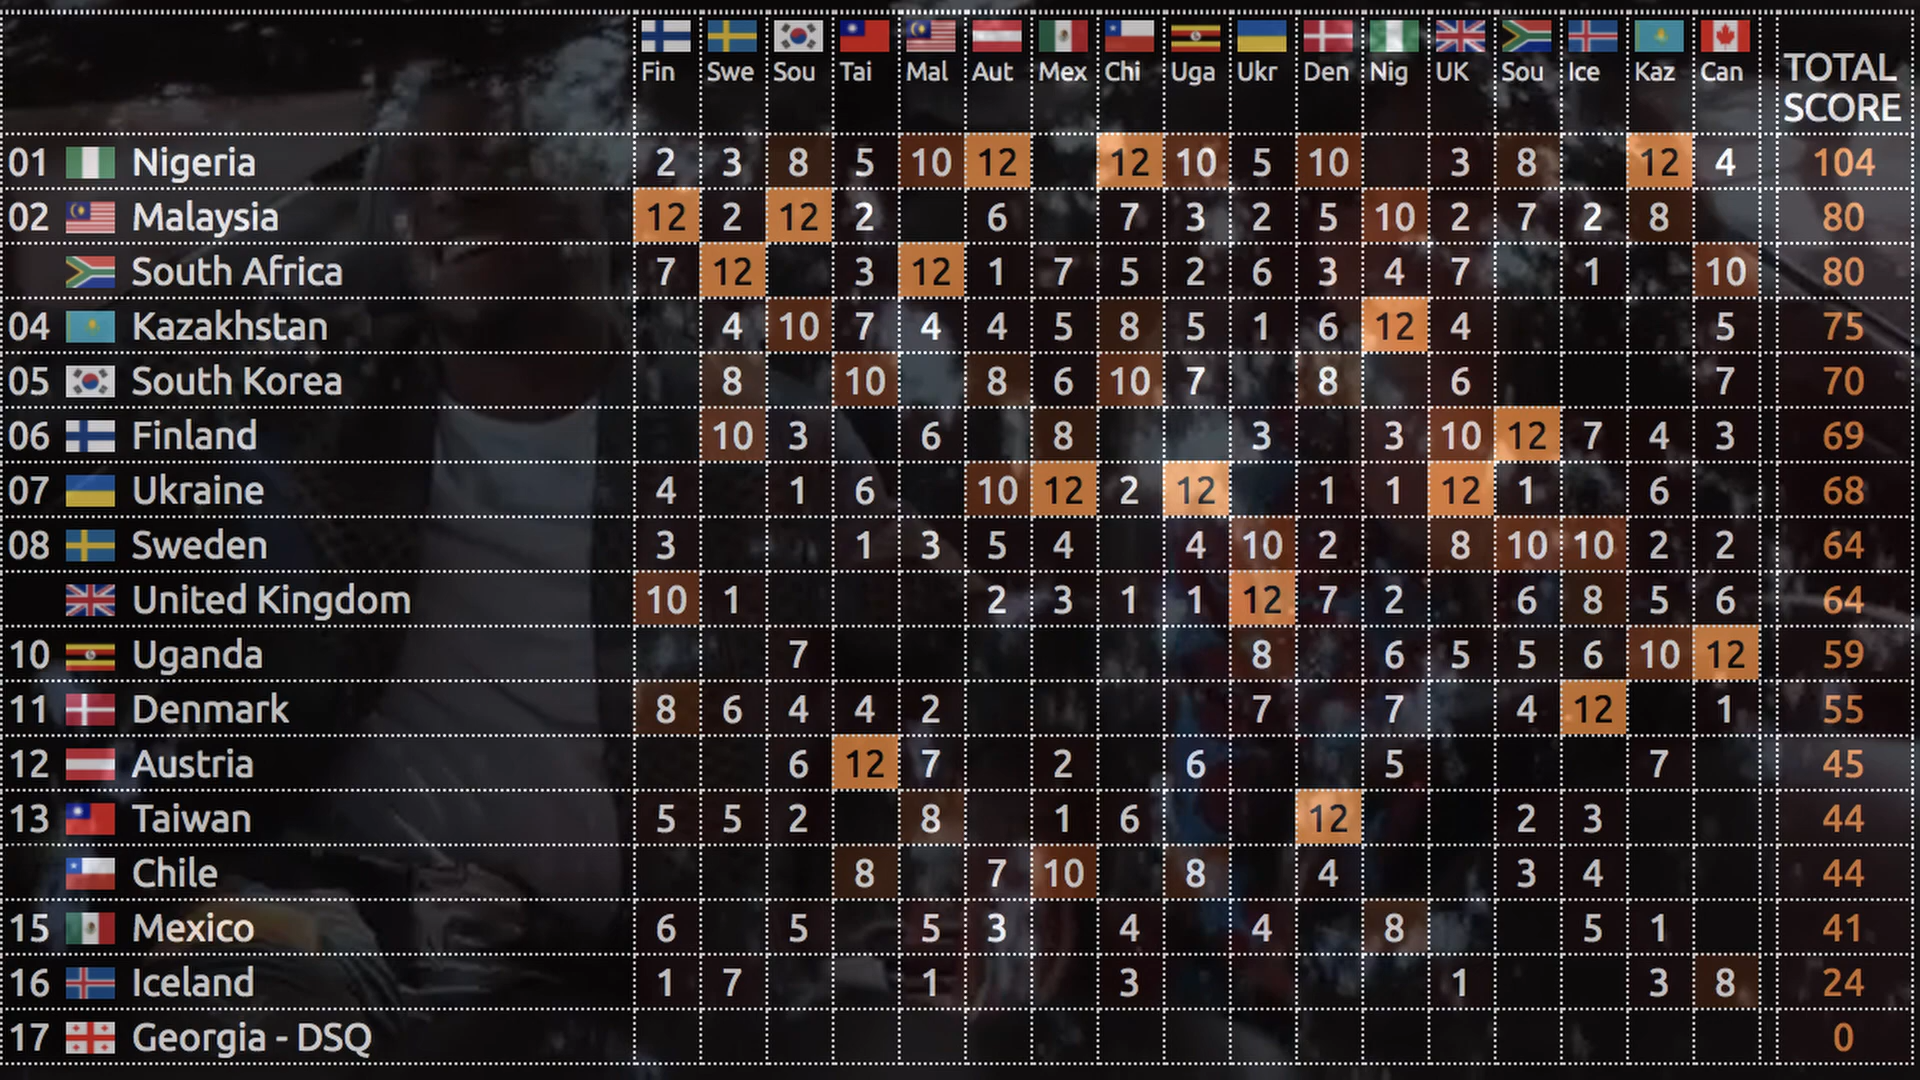 Fin Swe Sou Tai Mal Aut Mex Chi Uga Ukr Den Nig UK Sou Ice Kaz Can TOTAL SCORE
01 Nigeria 2 3 8 5 10 12 12 10 5 10 3 8 12 4 104
02 Malaysia 12 2 12 2 6 7 3 2 5 10 2 7 2 8 80
South Africa 7 12 3 12 1 7 5 2 6 3 4 7 1 10 80
04 Kazakhstan 4 10 7 4 4 5 8 5 1 6 12 4 5 75
05 South Korea 8 10 8 6 10 7 8 6 7 70
06 Finland 10 3 6 8 3 3 10 12 7 4 3 69
07 Ukraine 4 1 6 10 12 2 12 1 1 12 1 6 68
08 Sweden 3 1 3 5 4 4 10 2 8 10 10 2 2 64
United Kingdom 10 1 2 3 1 1 12 7 2 6 8 5 6 64
10 Uganda 7 8 6 5 5 6 10 12 59
11 Denmark 8 6 4 4 2 7 7 4 12 1 55
12 Austria 6 12 7 2 6 5 7 45
13 Taiwan 5 5 2 8 1 6 12 2 3 44
Chile 8 7 10 8 4 3 4 44
15 Mexico 6 5 5 3 4 4 8 5 1 41
16 Iceland 1 7 1 3 1 3 8 24
17 Georgia - DSQ 0